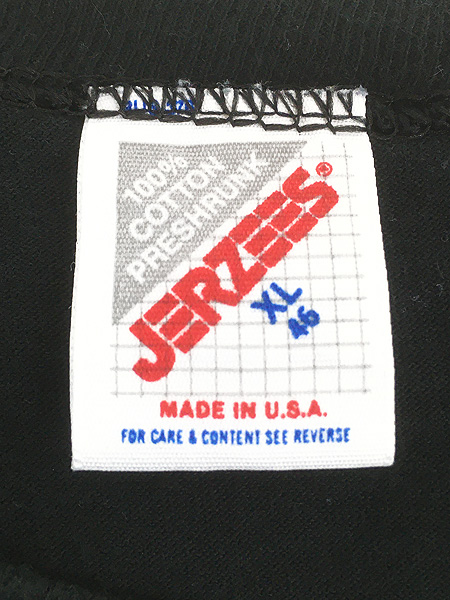 100%
COTTON
PRESHRUNK
JERZEES®
XL
46
MADE IN U.S.A.
FOR CARE & CONTENT SEE REVERSE